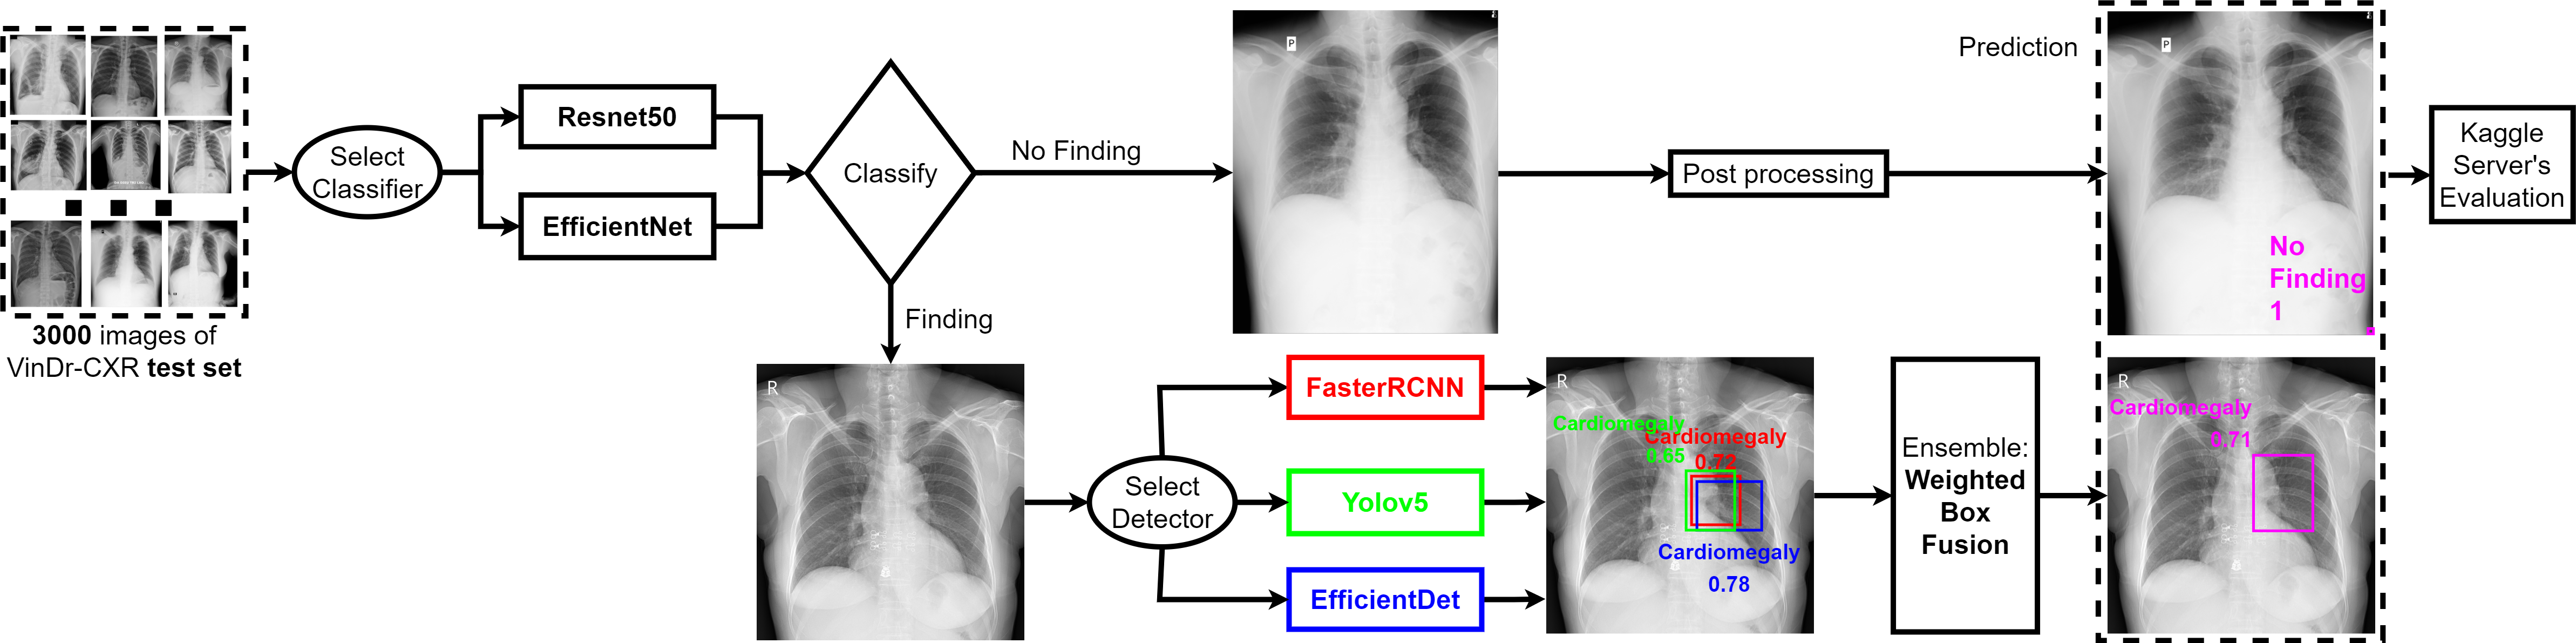 3000 images of
VinDr-CXR test set
Select
Classifier
Resnet50
EfficientNet
Classify
No Finding
Finding
P
Post processing
Prediction
P
No
Finding
1
Kaggle
Server's
Evaluation
R
Select
Detector
FasterRCNN
Yolov5
EfficientDet
R
Cardiomegaly
0.65
Cardiomegaly
0.72
Cardiomegaly
0.78
Ensemble:
Weighted
Box
Fusion
R
Cardiomegaly
0.71